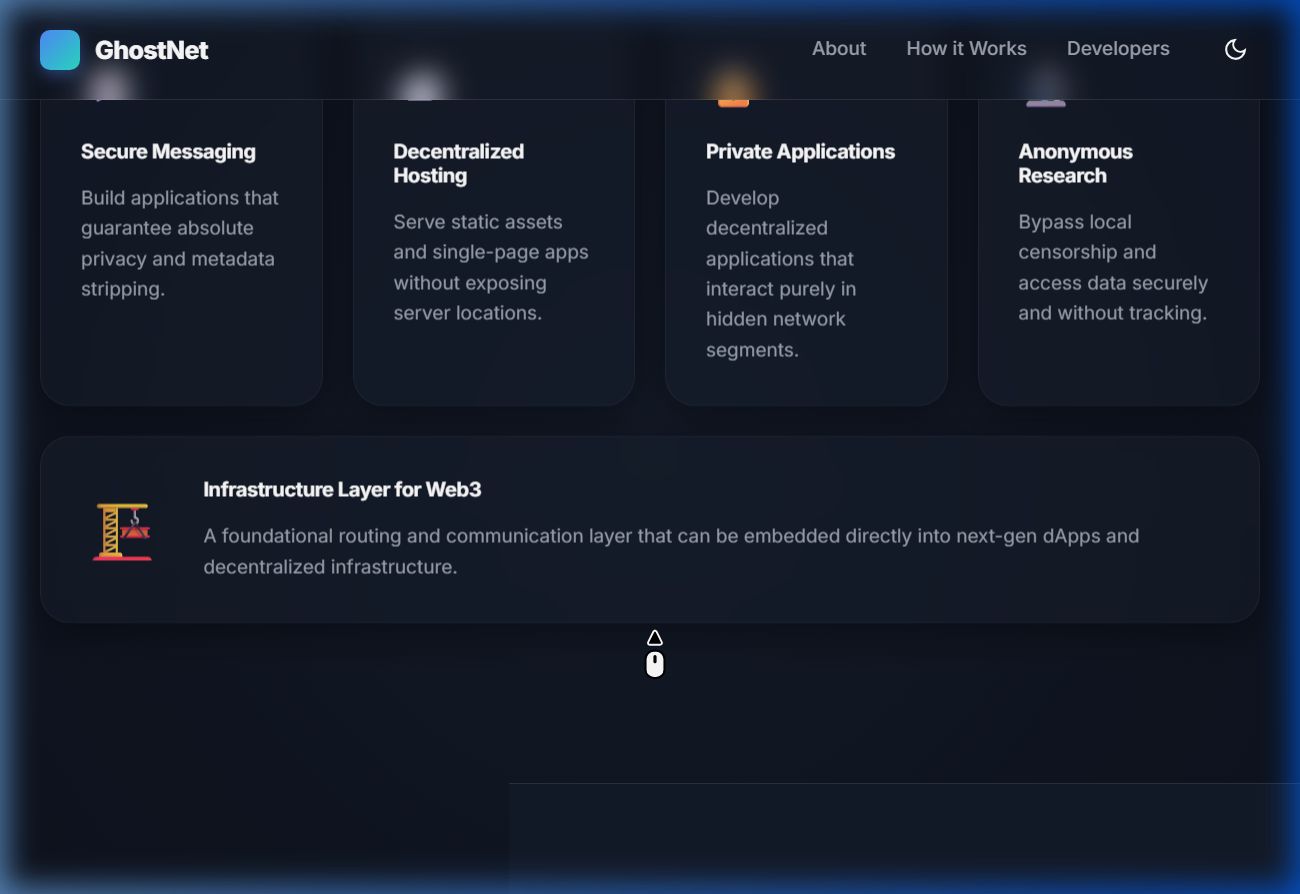 GhostNet
About
How it Works
Developers
Secure Messaging
Build applications that
guarantee absolute
privacy and metadata
stripping.
Decentralized
Hosting
Serve static assets
and single-page apps
without exposing
server locations.
Private Applications
Develop
decentralized
applications that
interact purely in
hidden network
segments.
Anonymous
Research
Bypass local
censorship and
access data securely
and without tracking.
Infrastructure Layer for Web3
A foundational routing and communication layer that can be embedded directly into next-gen dApps and
decentralized infrastructure.